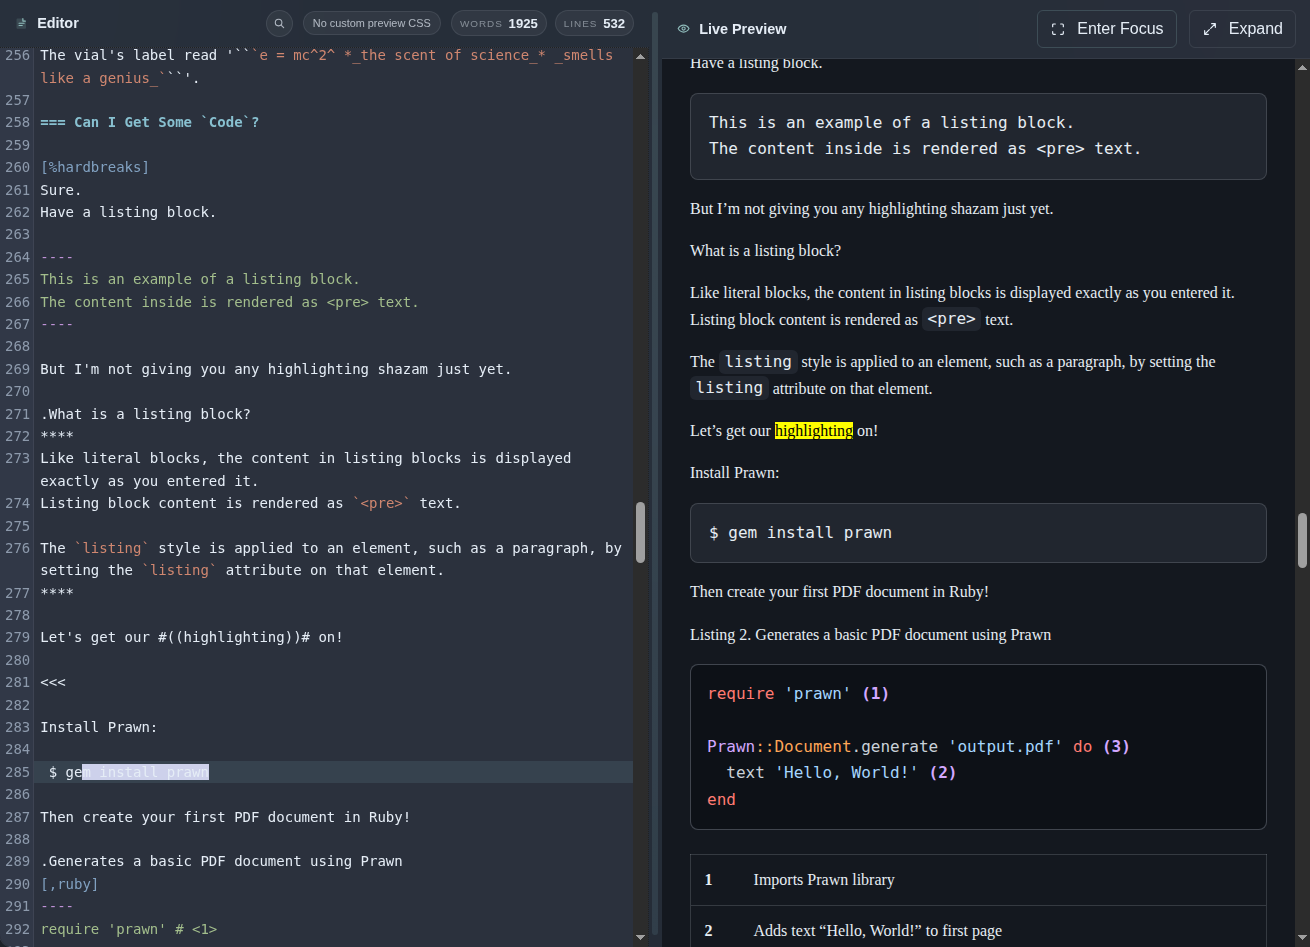 Editor
No custom preview CSS
WORDS 1925
LINES 532
256 The vial's label read '```e = mc^2^ *_the scent of science_* _smells
like a genius_```'.
257
258 === Can I Get Some `Code`?
259
260 [%hardbreaks]
261 Sure.
262 Have a listing block.
263
264 ----
265 This is an example of a listing block.
266 The content inside is rendered as <pre> text.
267 ----
268
269 But I'm not giving you any highlighting shazam just yet.
270
271 .What is a listing block?
272 ****
273 Like literal blocks, the content in listing blocks is displayed
exactly as you entered it.
274 Listing block content is rendered as `<pre>` text.
275
276 The `listing` style is applied to an element, such as a paragraph, by
setting the `listing` attribute on that element.
277 ****
278
279 Let's get our #((highlighting))# on!
280
281 <<<
282
283 Install Prawn:
284
285 $ gem install prawn
286
287 Then create your first PDF document in Ruby!
288
289 .Generates a basic PDF document using Prawn
290 [,ruby]
291 ----
292 require 'prawn' # <1>
Live Preview
Enter Focus
Expand
Have a listing block.
This is an example of a listing block.
The content inside is rendered as <pre> text.
But I’m not giving you any highlighting shazam just yet.
What is a listing block?
Like literal blocks, the content in listing blocks is displayed exactly as you entered it.
Listing block content is rendered as <pre> text.
The listing style is applied to an element, such as a paragraph, by setting the
listing attribute on that element.
Let’s get our highlighting on!
Install Prawn:
$ gem install prawn
Then create your first PDF document in Ruby!
Listing 2. Generates a basic PDF document using Prawn
require 'prawn' (1)
Prawn::Document.generate 'output.pdf' do (3)
text 'Hello, World!' (2)
end
1 Imports Prawn library
2 Adds text “Hello, World!” to first page